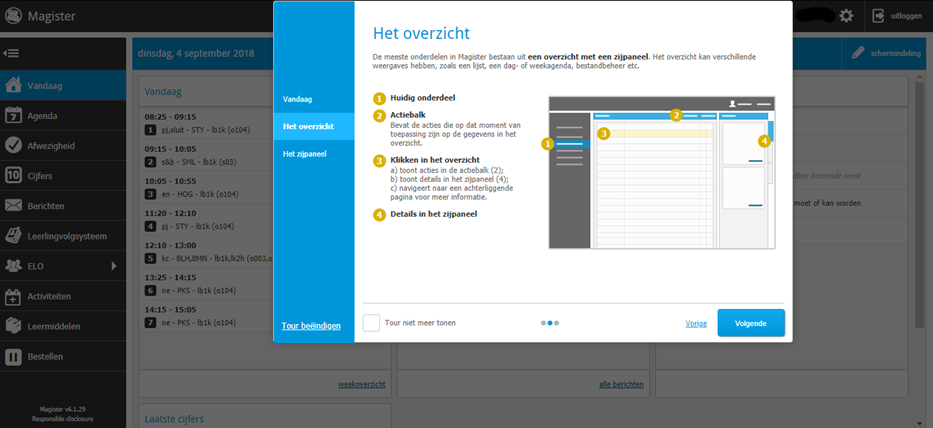 Magister
uitloggen
Vandaag
Agenda
Afwezigheid
10
Cijfers
Berichten
Leerlingvolgsysteem
ELO
Activiteiten
Leermiddelen
Bestellen
Magister v6.1.29
Responsible disclosure
dinsdag, 4 september 2018
schermindeling
Vandaag
08:25 - 09:15
1 pj,sluit - STY - lb1k (o104)
09:15 - 10:05
2 s&b - SML - lb1k (s03)
10:05 - 10:55
3 en - HOG - lb1k (o104)
11:20 - 12:10
4 pj - STY - lb1k (o104)
12:10 - 13:00
5 kc - BLH,BMN - lb1k,lk2h (o003,o
13:25 - 14:15
6 ne - PKS - lb1k (o104)
14:15 - 15:05
7 ne - PKS - lb1k (o104)
weekoverzicht
alle berichten
Laatste cijfers
dline komende week
moet of kan worden
Vandaag
Het overzicht
Het zijpaneel
Tour beëindigen
Het overzicht
De meeste onderdelen in Magister bestaan uit een overzicht met een zijpaneel. Het overzicht kan verschillende
weergaves hebben, zoals een lijst, een dag- of weekagenda, bestandbeheer etc.
1 Huidig onderdeel
2 Actiebalk
Bevat de acties die op dat moment van
toepassing zijn op de gegevens in het
overzicht.
3 Klikken in het overzicht
a) toont acties in de actiebalk (2);
b) toont details in het zijpaneel (4);
c) navigeert naar een achterliggende
pagina voor meer informatie.
4 Details in het zijpaneel
1
2
3
4
Tour niet meer tonen
Vorige
Volgende